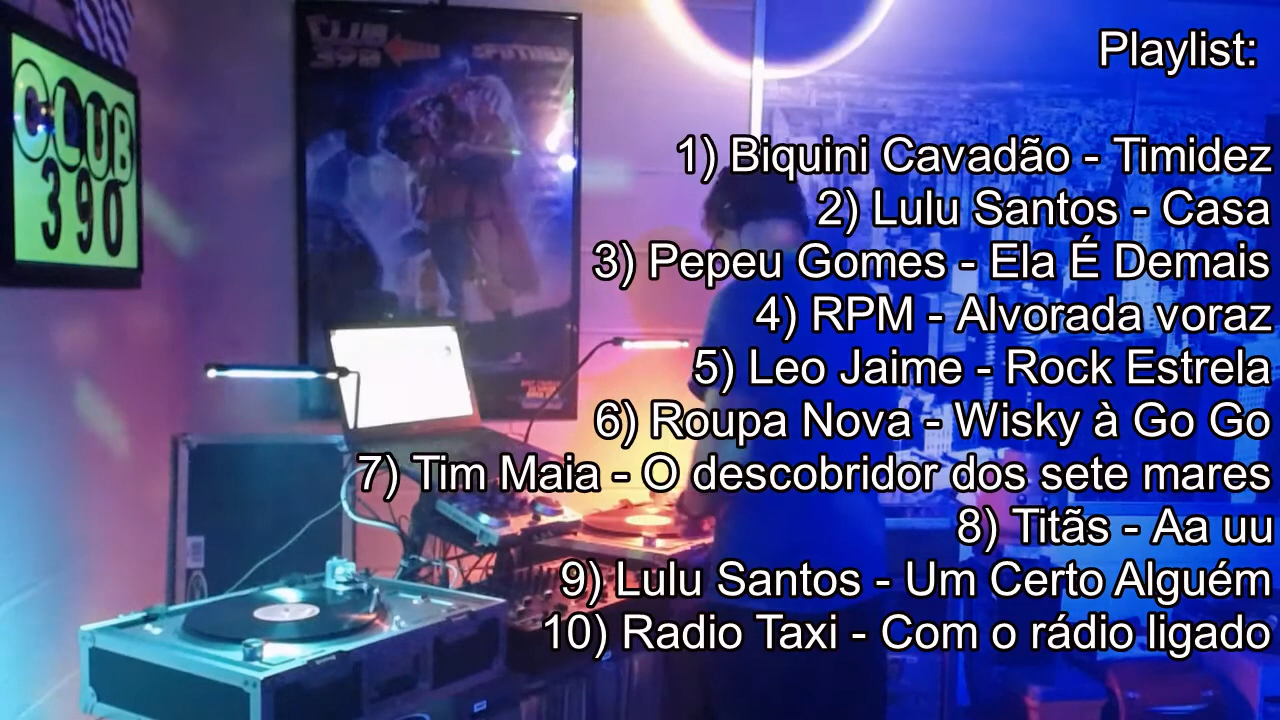 CLUB
390
CLUB
390
Playlist:
1) Biquini Cavadão - Timidez
2) Lulu Santos - Casa
3) Pepeu Gomes - Ela É Demais
4) RPM - Alvorada voraz
5) Leo Jaime - Rock Estrela
6) Roupa Nova - Wisky à Go Go
7) Tim Maia - O descobridor dos sete mares
8) Titãs - Aa uu
9) Lulu Santos - Um Certo Alguém
10) Radio Taxi - Com o rádio ligado